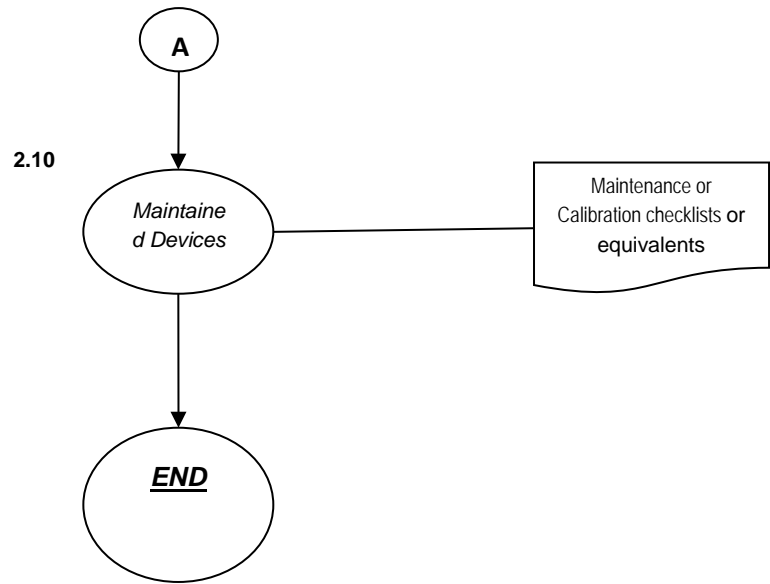 A
2.10
Maintaine
d Devices
Maintenance or
Calibration checklists or
equivalents
END